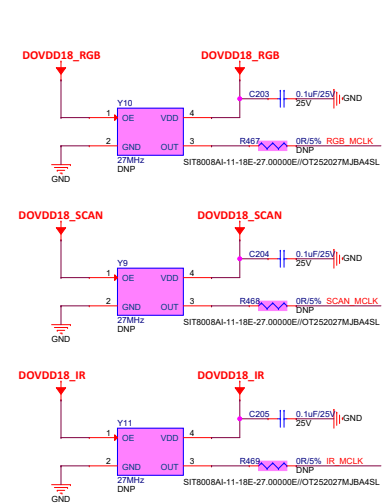 DOVDD18_RGB DOVDD18_RGB
C203 0.1uF/25V
25V
GND
Y10
1 OE VDD 4
2 GND OUT 3
R467 0R/5% RGB_MCLK
DNP
27MHz
DNP
SIT8008AI-11-18E-27.00000E//OT252027MJBA4SL
GND
DOVDD18_SCAN DOVDD18_SCAN
C204 0.1uF/25V
25V
GND
Y9
1 OE VDD 4
2 GND OUT 3
R468 0R/5% SCAN_MCLK
DNP
27MHz
DNP
SIT8008AI-11-18E-27.00000E//OT252027MJBA4SL
GND
DOVDD18_IR DOVDD18_IR
C205 0.1uF/25V
25V
GND
Y11
1 OE VDD 4
2 GND OUT 3
R469 0R/5% IR_MCLK
DNP
27MHz
DNP
SIT8008AI-11-18E-27.00000E//OT252027MJBA4SL
GND